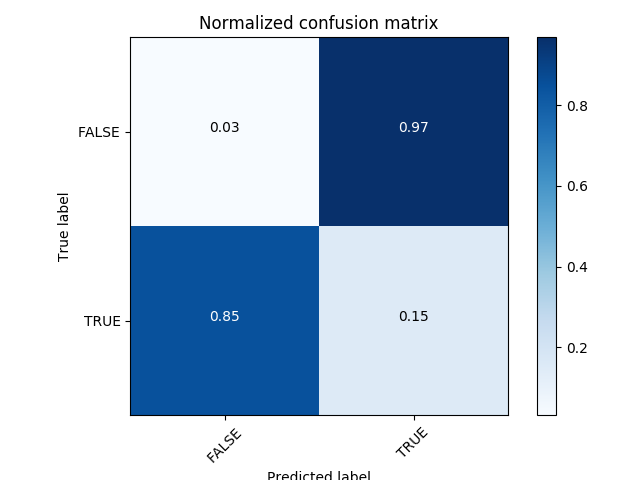 Normalized confusion matrix
True label
FALSE
0.03
0.97
TRUE
0.85
0.15
FALSE
TRUE
Predicted label
0.8
0.6
0.4
0.2